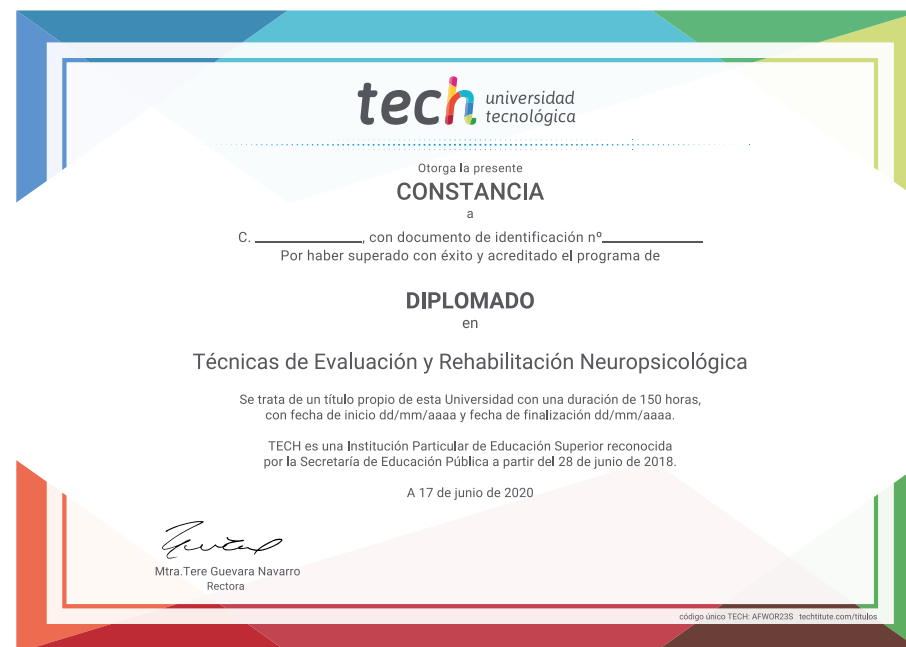 tech universidad
tecnológica
Otorga la presente
CONSTANCIA
a
C. ____________, con documento de identificación nº____________
Por haber superado con éxito y acreditado el programa de
DIPLOMADO
en
Técnicas de Evaluación y Rehabilitación Neuropsicológica
Se trata de un título propio de esta Universidad con una duración de 150 horas,
con fecha de inicio dd/mm/aaaa y fecha de finalización dd/mm/aaaa.
TECH es una Institución Particular de Educación Superior reconocida
por la Secretaría de Educación Pública a partir del 28 de junio de 2018.
A 17 de junio de 2020
Mtra.Tere Guevara Navarro
Rectora
código único TECH: AFWOR23S techtitute.com/titulos